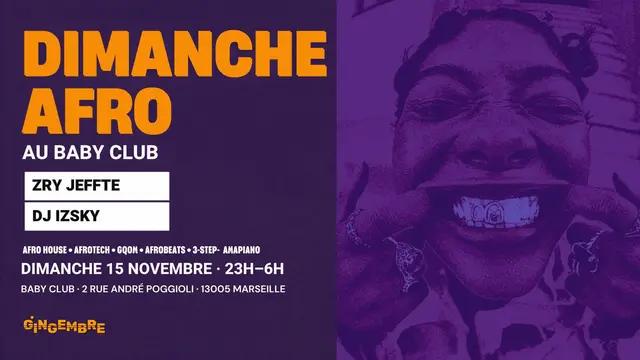 DIMANCHE
AFRO
AU BABY CLUB
ZRY JEFFTE
DJ IZSKY
AFRO HOUSE • AFROTECH • GQOM • AFROBEATS • 3-STEP- AMAPIANO
DIMANCHE 15 NOVEMBRE · 23H–6H
BABY CLUB · 2 RUE ANDRÉ POGGIOLI · 13005 MARSEILLE
GINGEMBRE